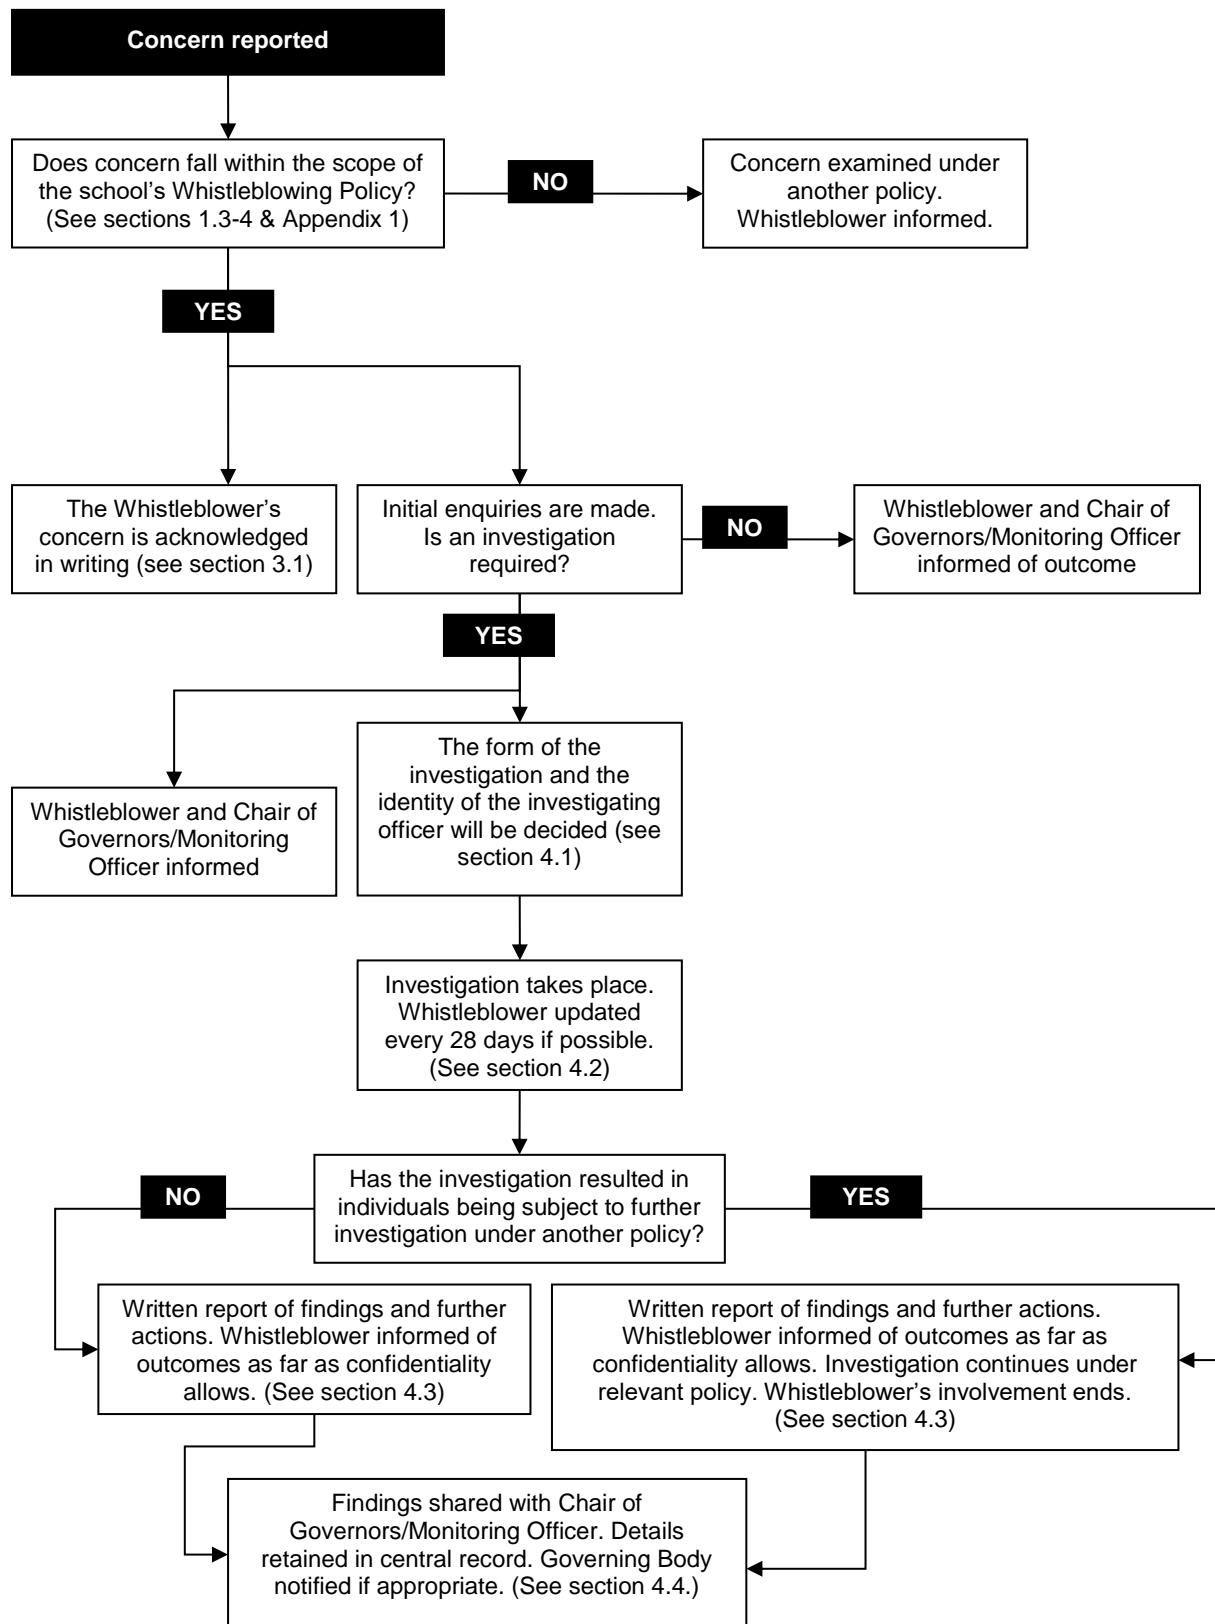 Concern reported
Does concern fall within the scope of
the school's Whistleblowing Policy?
(See sections 1.3-4 & Appendix 1)
NO
Concern examined under
another policy.
Whistleblower informed.
YES
The Whistleblower's
concern is acknowledged
in writing (see section 3.1)
Initial enquiries are made.
Is an investigation
required?
NO
Whistleblower and Chair of
Governors/Monitoring Officer
informed of outcome
YES
Whistleblower and Chair of
Governors/Monitoring
Officer informed
The form of the
investigation and the
identity of the investigating
officer will be decided (see
section 4.1)
Investigation takes place.
Whistleblower updated
every 28 days if possible.
(See section 4.2)
Has the investigation resulted in
individuals being subject to further
investigation under another policy?
NO
YES
Written report of findings and further
actions. Whistleblower informed of
outcomes as far as confidentiality
allows. (See section 4.3)
Written report of findings and further actions.
Whistleblower informed of outcomes as far as
confidentiality allows. Investigation continues under
relevant policy. Whistleblower's involvement ends.
(See section 4.3)
Findings shared with Chair of
Governors/Monitoring Officer. Details
retained in central record. Governing Body
notified if appropriate. (See section 4.4.)